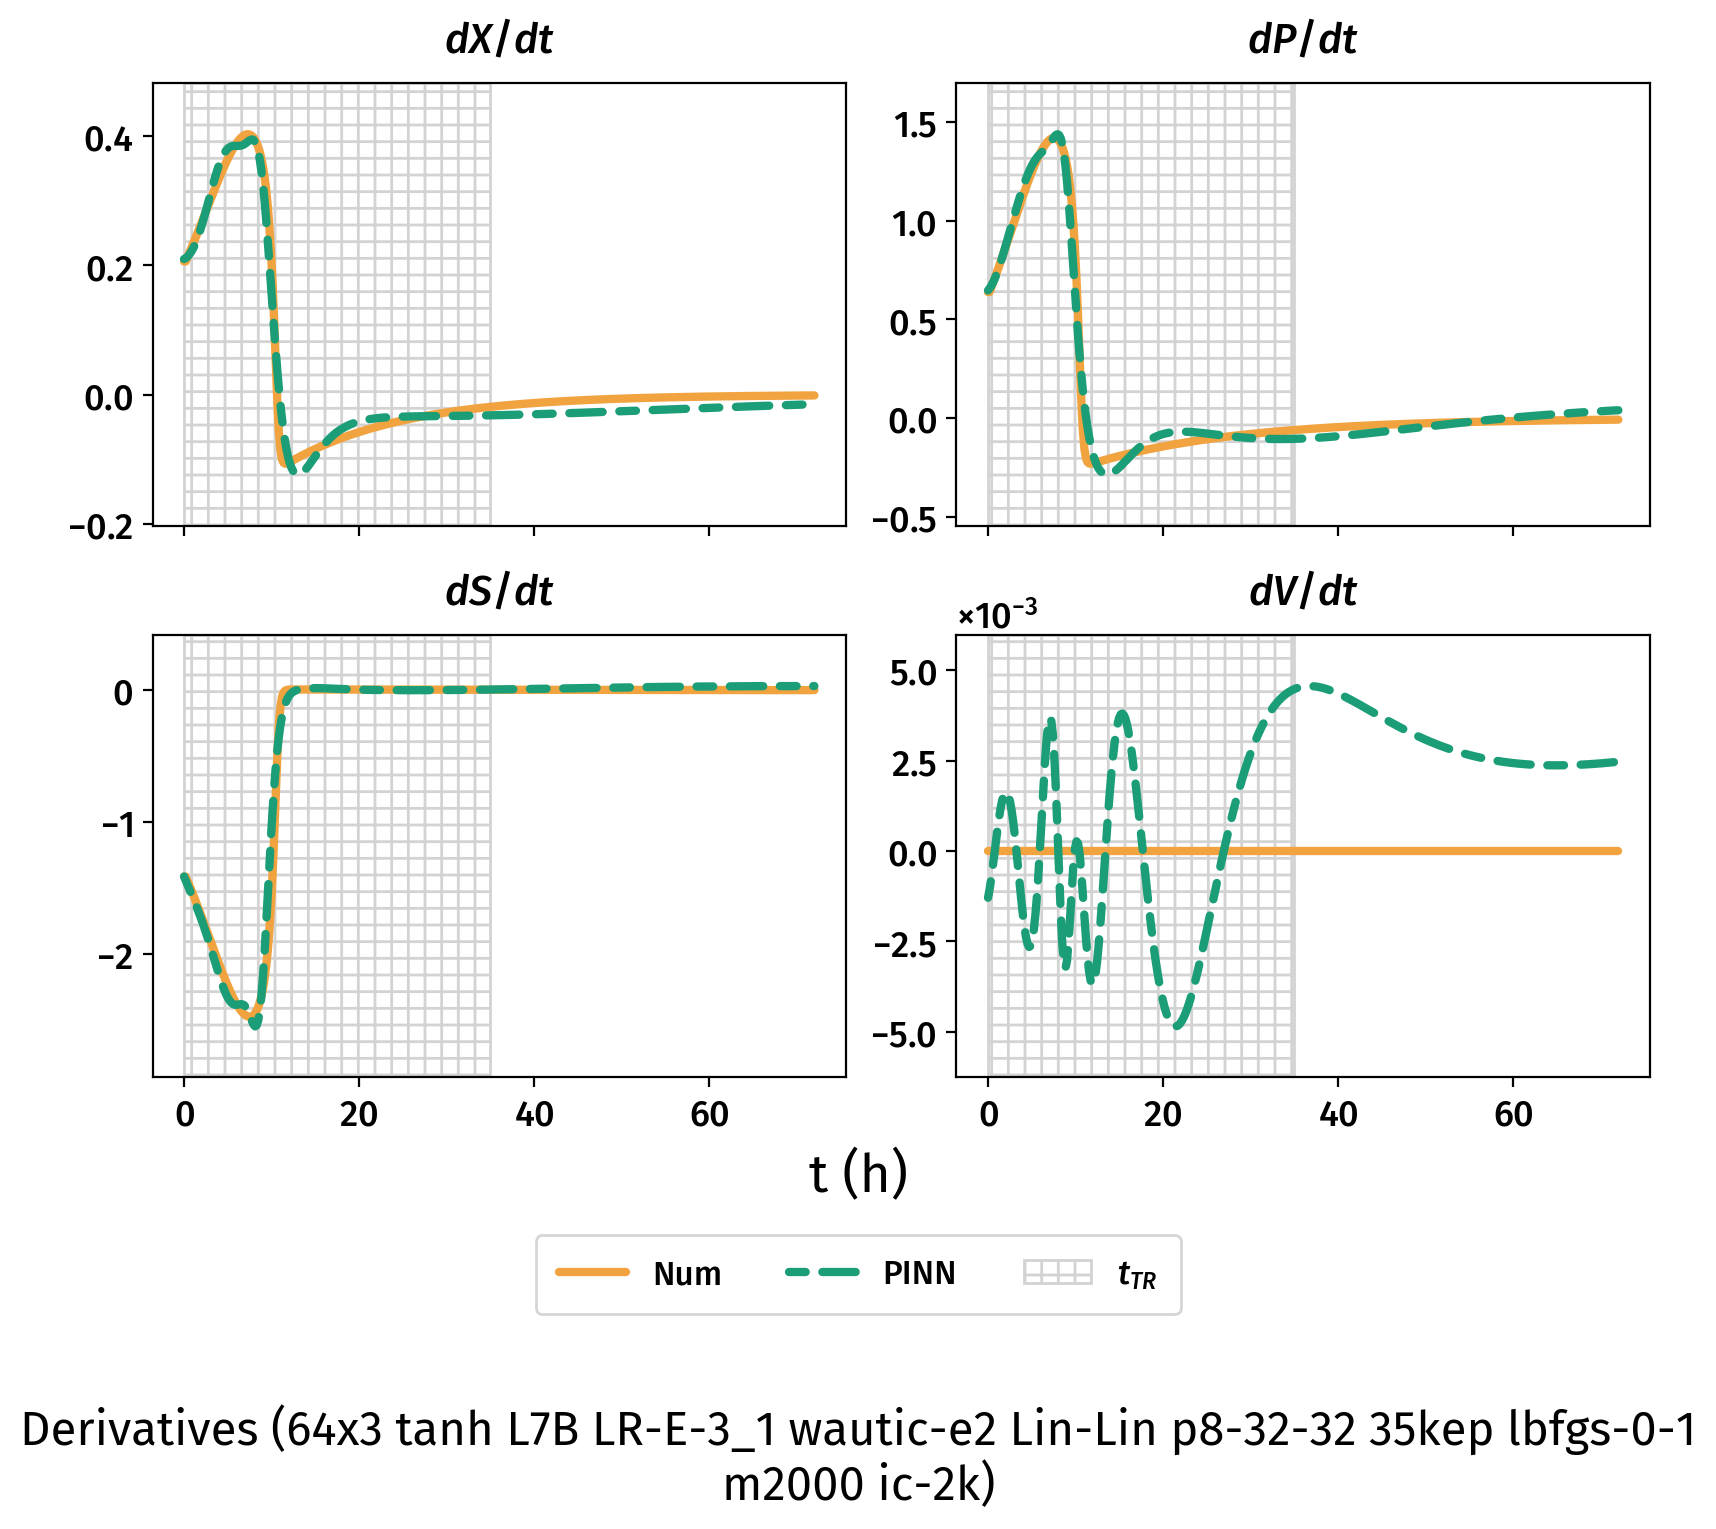 dX/dt
dP/dt
0.4
0.2
0.0
−0.2
1.5
1.0
0.5
0.0
−0.5
dS/dt
dV/dt
×10⁻³
0
−1
−2
5.0
2.5
0.0
−2.5
−5.0
0 20 40 60
0 20 40 60
t (h)
Num PINN t_TR
Derivatives (64x3 tanh L7B LR-E-3_1 wautic-e2 Lin-Lin p8-32-32 35kep lbfgs-0-1
m2000 ic-2k)